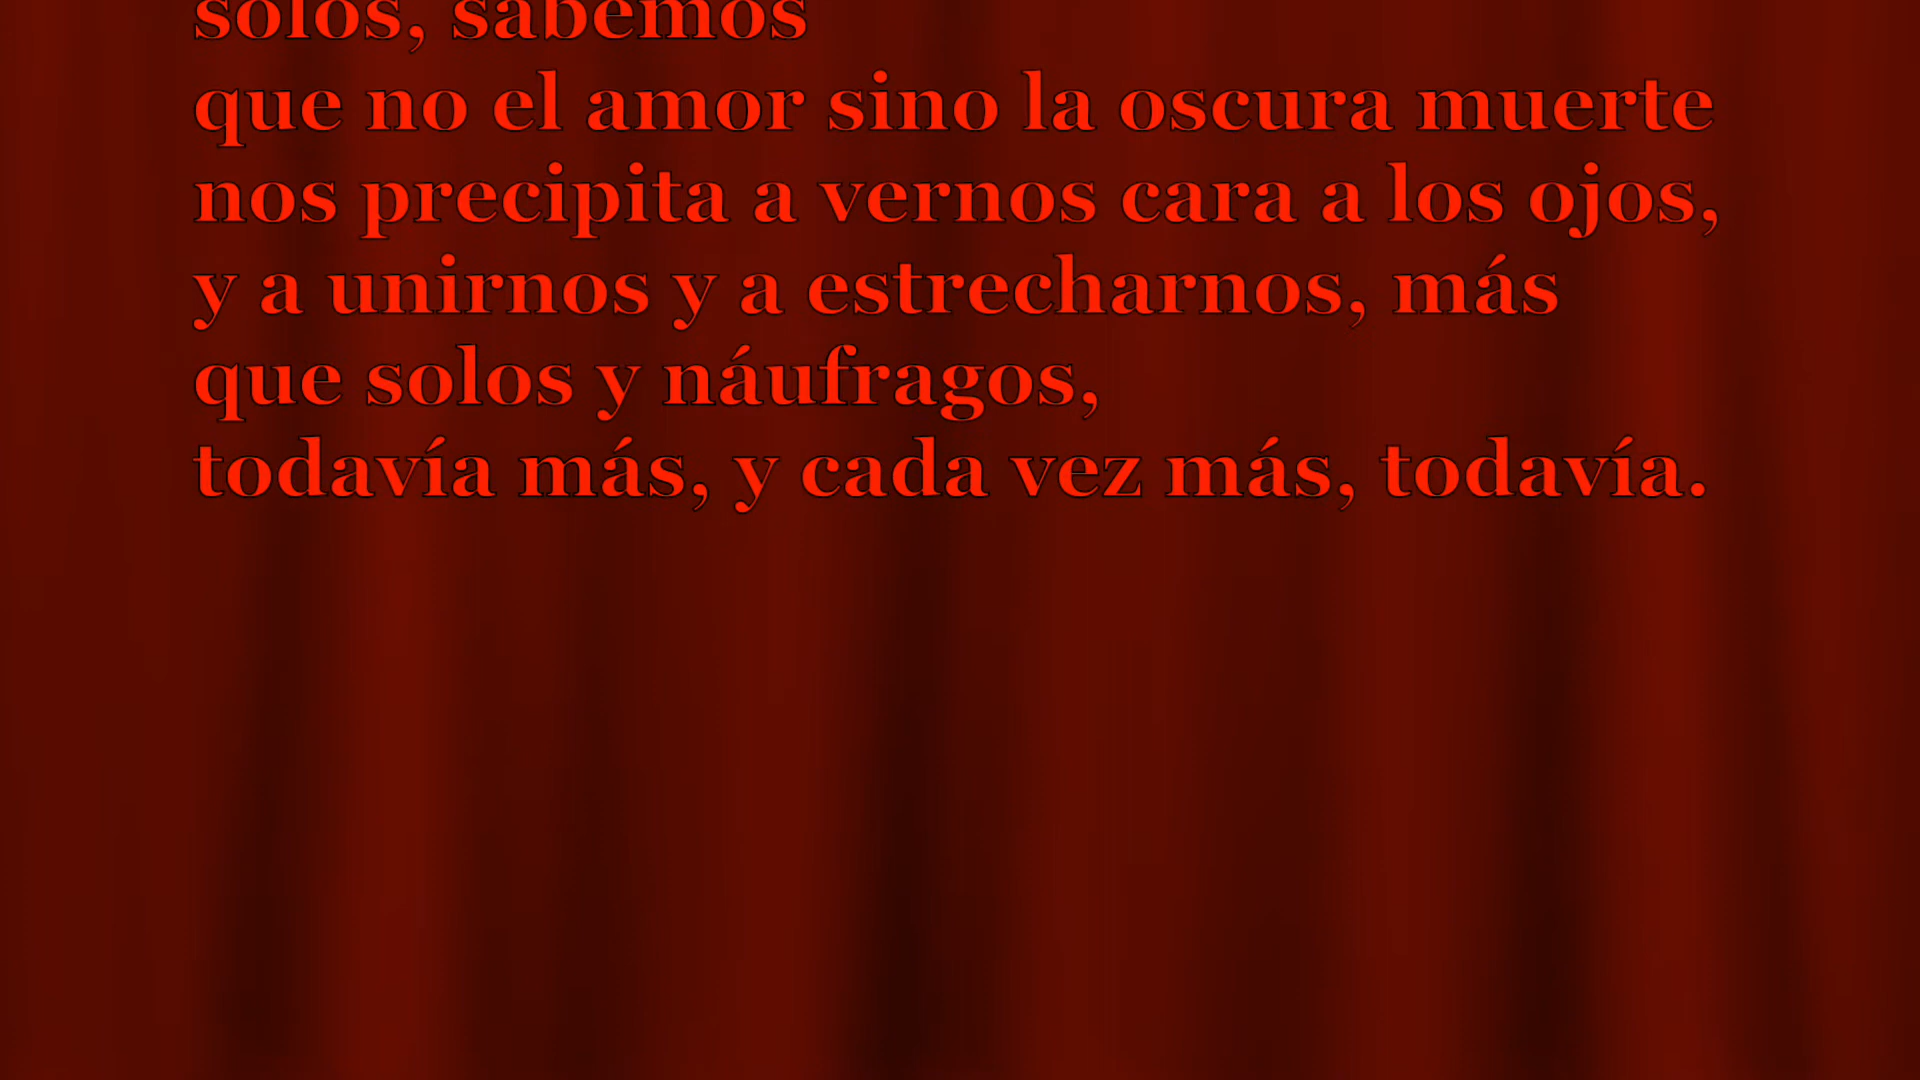 solos, sabemos
que no el amor sino la oscura muerte
nos precipita a vernos cara a los ojos,
y a unirnos y a estrecharnos, más
que solos y náufragos,
todavía más, y cada vez más, todavía.